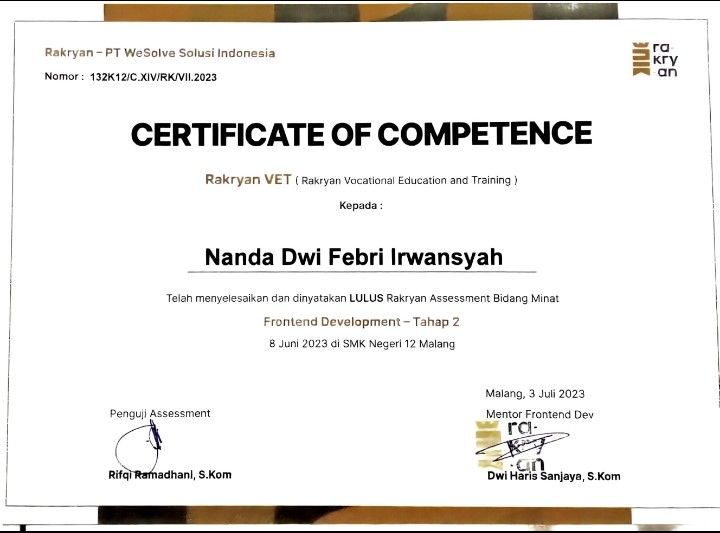 Rakryan – PT WeSolve Solusi Indonesia
Nomor : 132K12/C.XIV/RK/VII.2023
ra·
kry
·an
CERTIFICATE OF COMPETENCE
Rakryan VET ( Rakryan Vocational Education and Training )
Kepada :
Nanda Dwi Febri Irwansyah
Telah menyelesaikan dan dinyatakan LULUS Rakryan Assessment Bidang Minat
Frontend Development – Tahap 2
8 Juni 2023 di SMK Negeri 12 Malang
Penguji Assessment
Rifqi Ramadhani, S.Kom
Malang, 3 Juli 2023
Mentor Frontend Dev
ra·
kry
·an
Dwi Haris Sanjaya, S.Kom